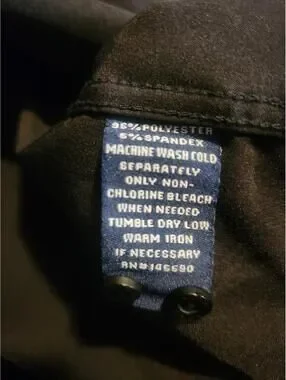 95% POLYESTER
5% SPANDEX
MACHINE WASH COLD
SEPARATELY
ONLY NON-
CHLORINE BLEACH
WHEN NEEDED
TUMBLE DRY LOW
WARM IRON
IF NECESSARY
RN# 146680